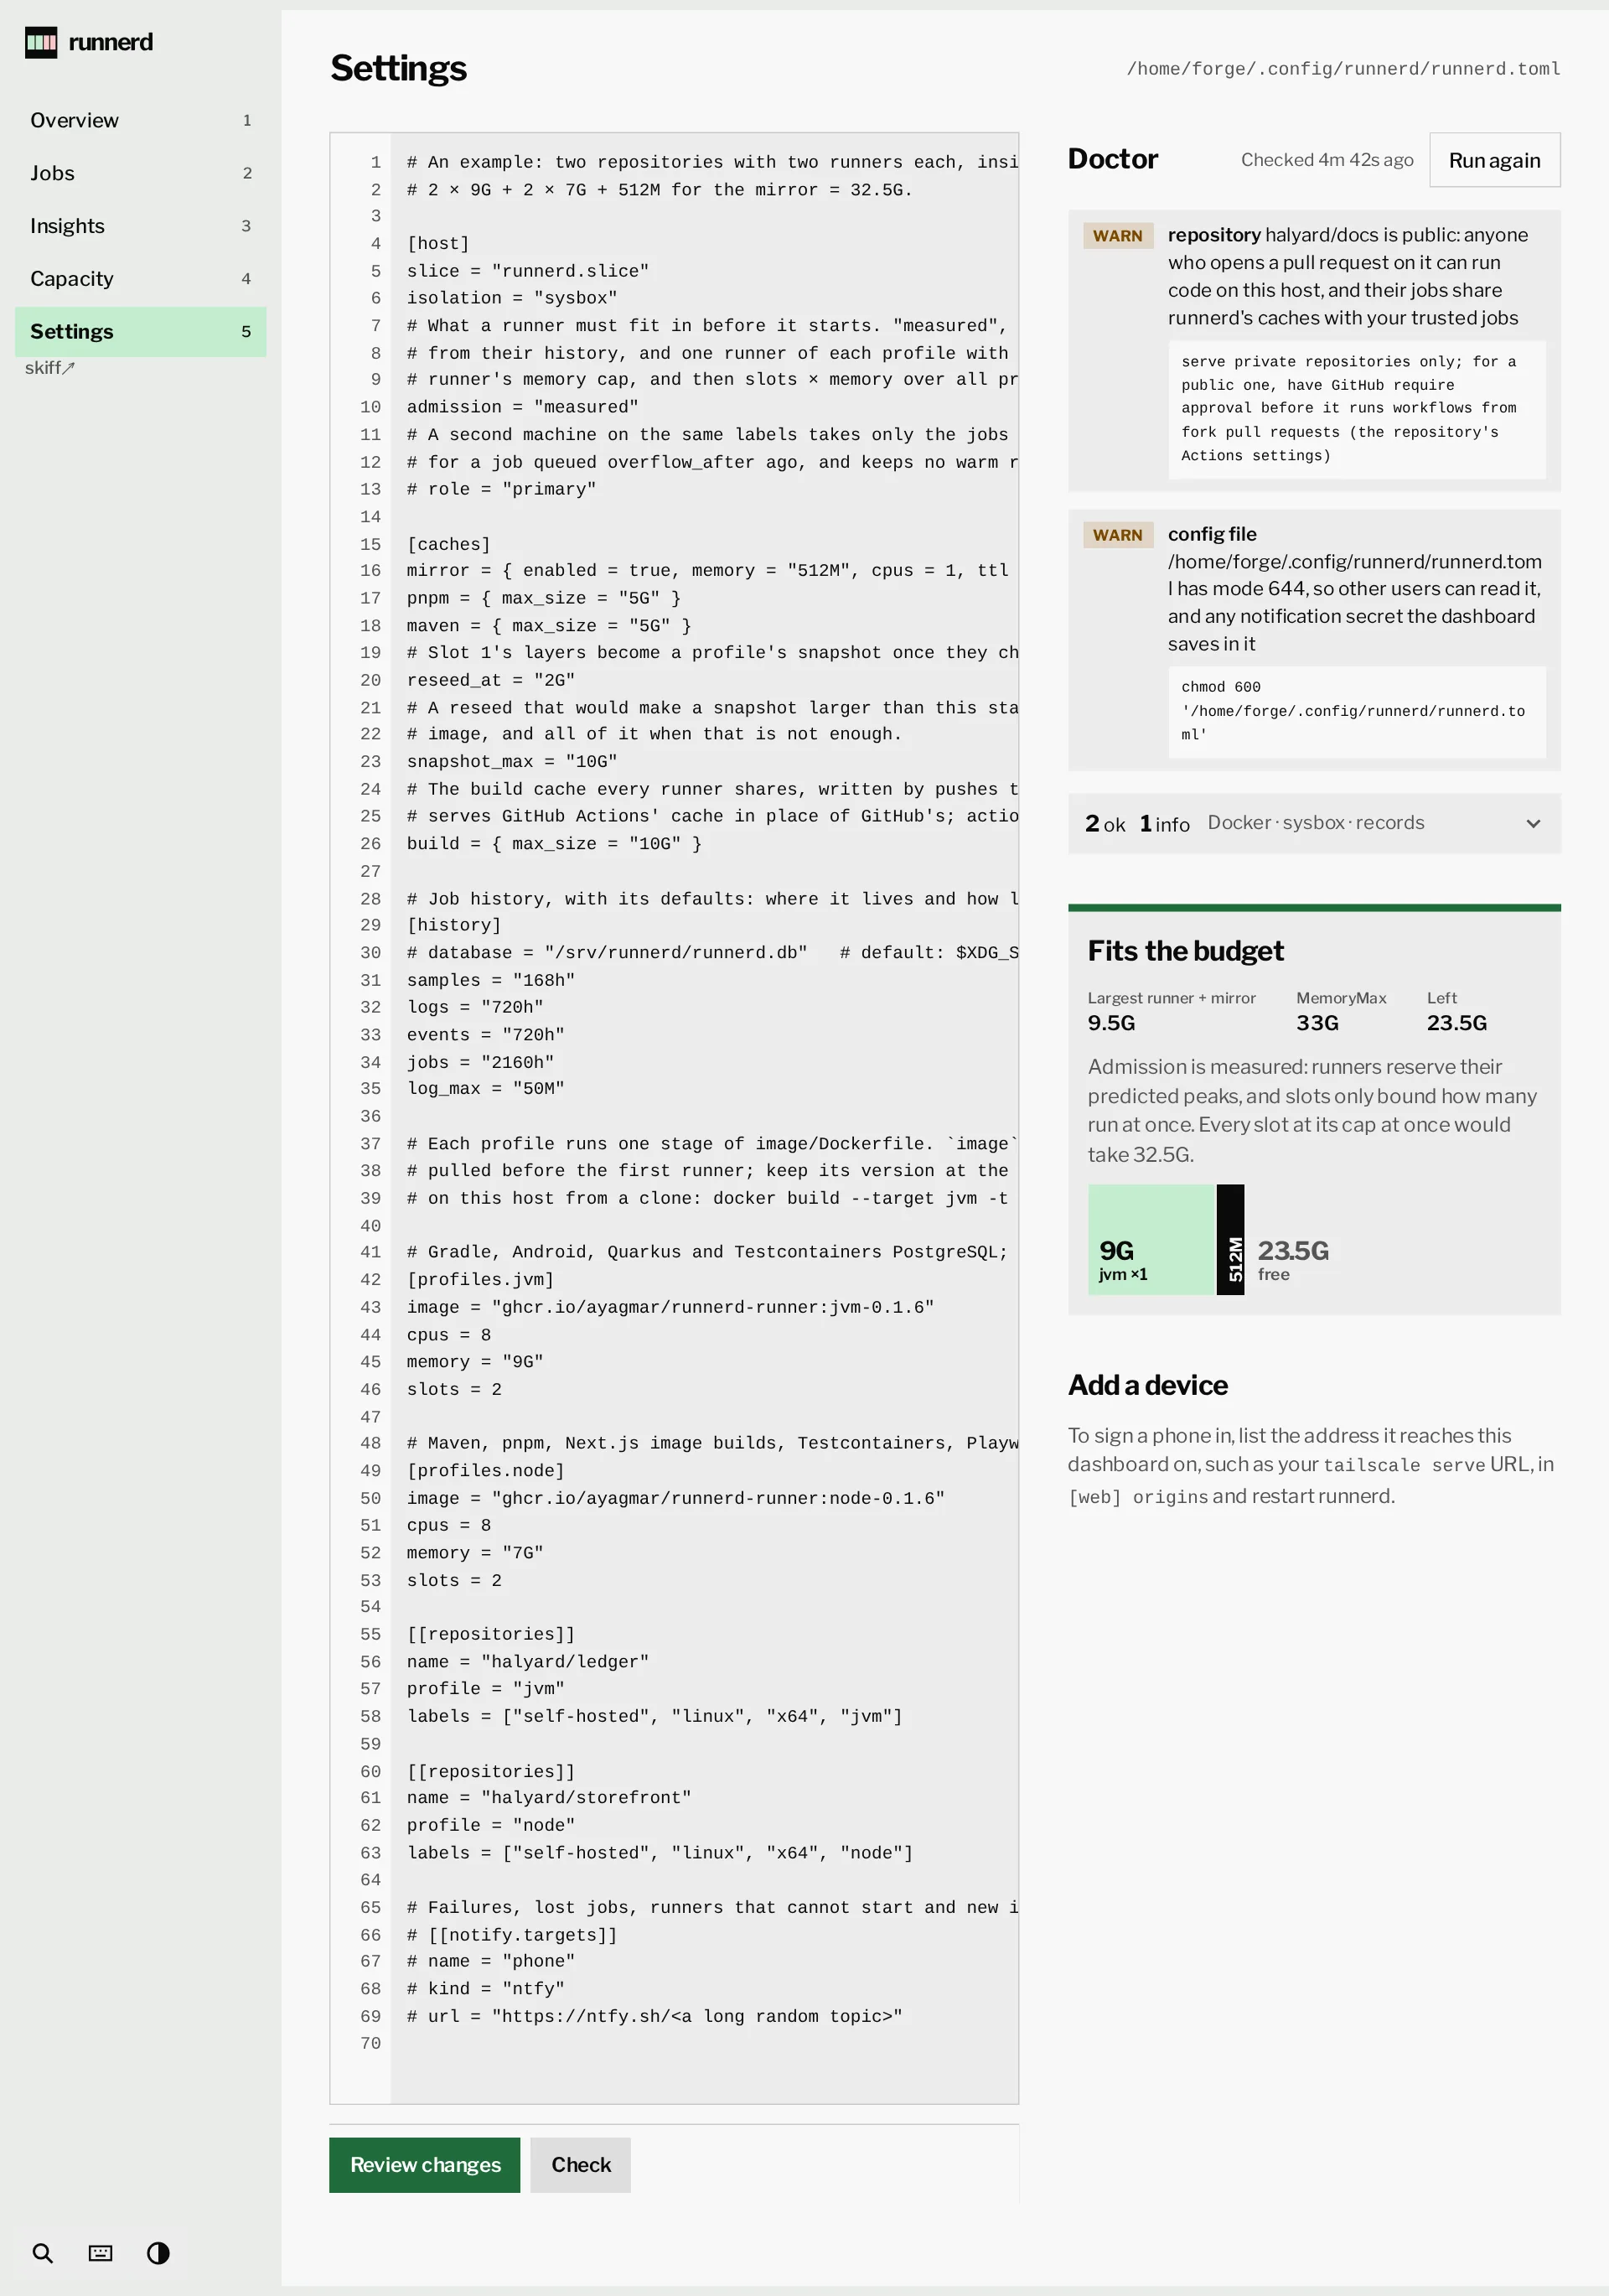 runnerd
Overview 1
Jobs 2
Insights 3
Capacity 4
Settings 5
skiff↗
Settings
/home/forge/.config/runnerd/runnerd.toml
1 # An example: two repositories with two runners each, insi
2 # 2 × 9G + 2 × 7G + 512M for the mirror = 32.5G.
3
4 [host]
5 slice = "runnerd.slice"
6 isolation = "sysbox"
7 # What a runner must fit in before it starts. "measured",
8 # from their history, and one runner of each profile with
9 # runner's memory cap, and then slots × memory over all pr
10 admission = "measured"
11 # A second machine on the same labels takes only the jobs
12 # for a job queued overflow_after ago, and keeps no warm r
13 # role = "primary"
14
15 [caches]
16 mirror = { enabled = true, memory = "512M", cpus = 1, ttl
17 pnpm = { max_size = "5G" }
18 maven = { max_size = "5G" }
19 # Slot 1's layers become a profile's snapshot once they ch
20 reseed_at = "2G"
21 # A reseed that would make a snapshot larger than this sta
22 # image, and all of it when that is not enough.
23 snapshot_max = "10G"
24 # The build cache every runner shares, written by pushes t
25 # serves GitHub Actions' cache in place of GitHub's; actio
26 build = { max_size = "10G" }
27
28 # Job history, with its defaults: where it lives and how l
29 [history]
30 # database = "/srv/runnerd/runnerd.db"   # default: $XDG_S
31 samples = "168h"
32 logs = "720h"
33 events = "720h"
34 jobs = "2160h"
35 log_max = "50M"
36
37 # Each profile runs one stage of image/Dockerfile. `image`
38 # pulled before the first runner; keep its version at the
39 # on this host from a clone: docker build --target jvm -t
40
41 # Gradle, Android, Quarkus and Testcontainers PostgreSQL;
42 [profiles.jvm]
43 image = "ghcr.io/ayagmar/runnerd-runner:jvm-0.1.6"
44 cpus = 8
45 memory = "9G"
46 slots = 2
47
48 # Maven, pnpm, Next.js image builds, Testcontainers, Playw
49 [profiles.node]
50 image = "ghcr.io/ayagmar/runnerd-runner:node-0.1.6"
51 cpus = 8
52 memory = "7G"
53 slots = 2
54
55 [[repositories]]
56 name = "halyard/ledger"
57 profile = "jvm"
58 labels = ["self-hosted", "linux", "x64", "jvm"]
59
60 [[repositories]]
61 name = "halyard/storefront"
62 profile = "node"
63 labels = ["self-hosted", "linux", "x64", "node"]
64
65 # Failures, lost jobs, runners that cannot start and new i
66 # [[notify.targets]]
67 # name = "phone"
68 # kind = "ntfy"
69 # url = "https://ntfy.sh/<a long random topic>"
70
Review changes Check
Doctor Checked 4m 42s ago Run again
WARN repository halyard/docs is public: anyone
who opens a pull request on it can run
code on this host, and their jobs share
runnerd's caches with your trusted jobs
serve private repositories only; for a
public one, have GitHub require
approval before it runs workflows from
fork pull requests (the repository's
Actions settings)
WARN config file
/home/forge/.config/runnerd/runnerd.tom
l has mode 644, so other users can read it,
and any notification secret the dashboard
saves in it
chmod 600
'/home/forge/.config/runnerd/runnerd.to
ml'
2 ok 1 info Docker · sysbox · records
Fits the budget
Largest runner + mirror MemoryMax Left
9.5G 33G 23.5G
Admission is measured: runners reserve their
predicted peaks, and slots only bound how many
run at once. Every slot at its cap at once would
take 32.5G.
9G
jvm ×1
512M
23.5G
free
Add a device
To sign a phone in, list the address it reaches this
dashboard on, such as your tailscale serve URL, in
[web] origins and restart runnerd.